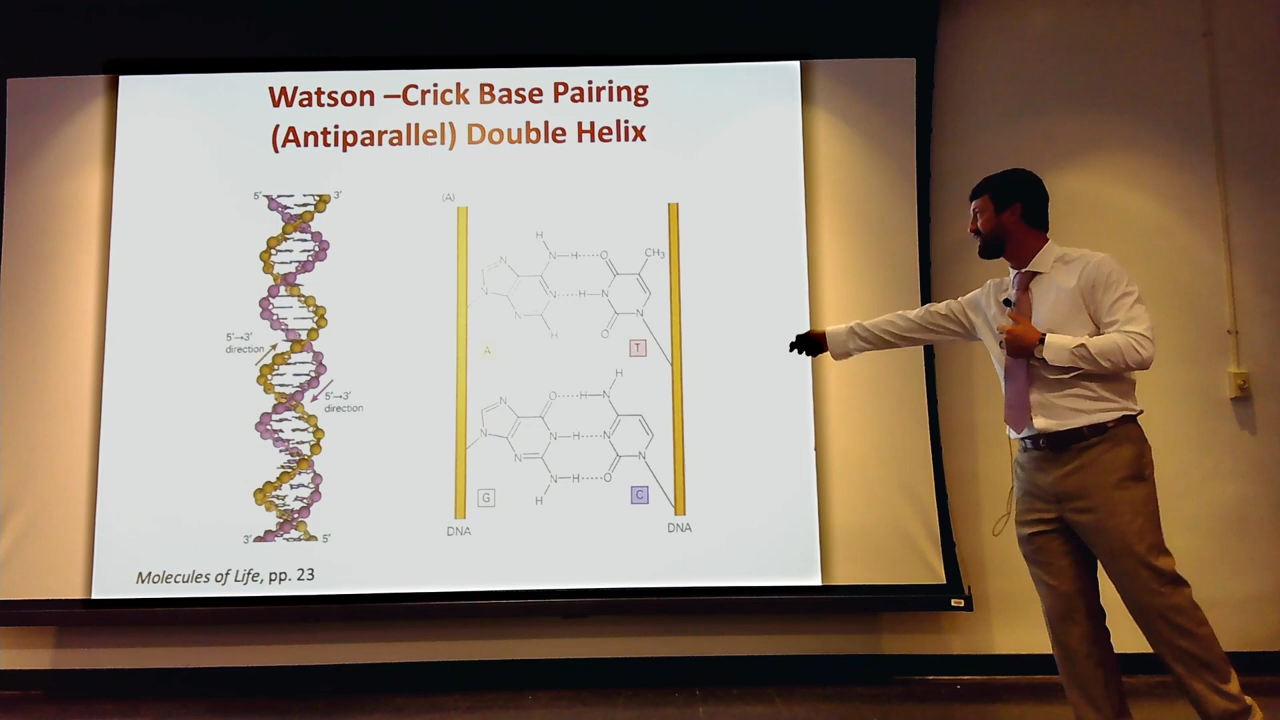 Watson –Crick Base Pairing
(Antiparallel) Double Helix
5′ 3′
5′→3′
direction
5′→3′
direction
3′ 5′
(A)
H
N H O CH₃
N
N H N
N
N
N
H O
A T
H
N O H N
N H N
N
N N
N H O
H
G C
DNA DNA
Molecules of Life, pp. 23